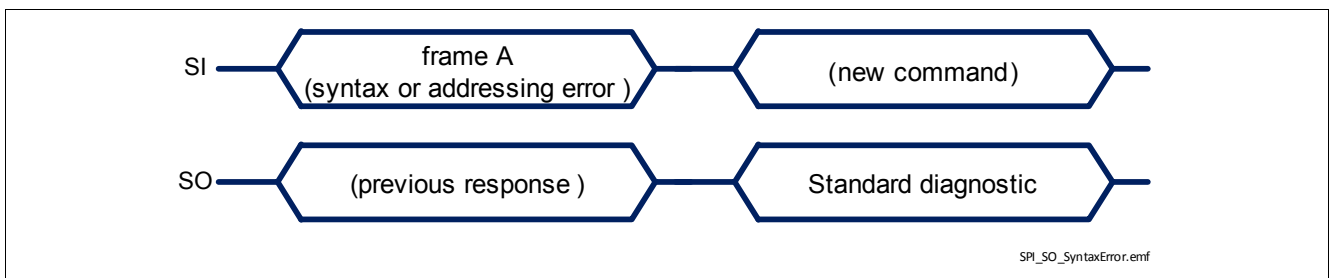 SI
frame A
(syntax or addressing error )
(new command)
SO
(previous response )
Standard diagnostic
SPI_SO_SyntaxError.emf